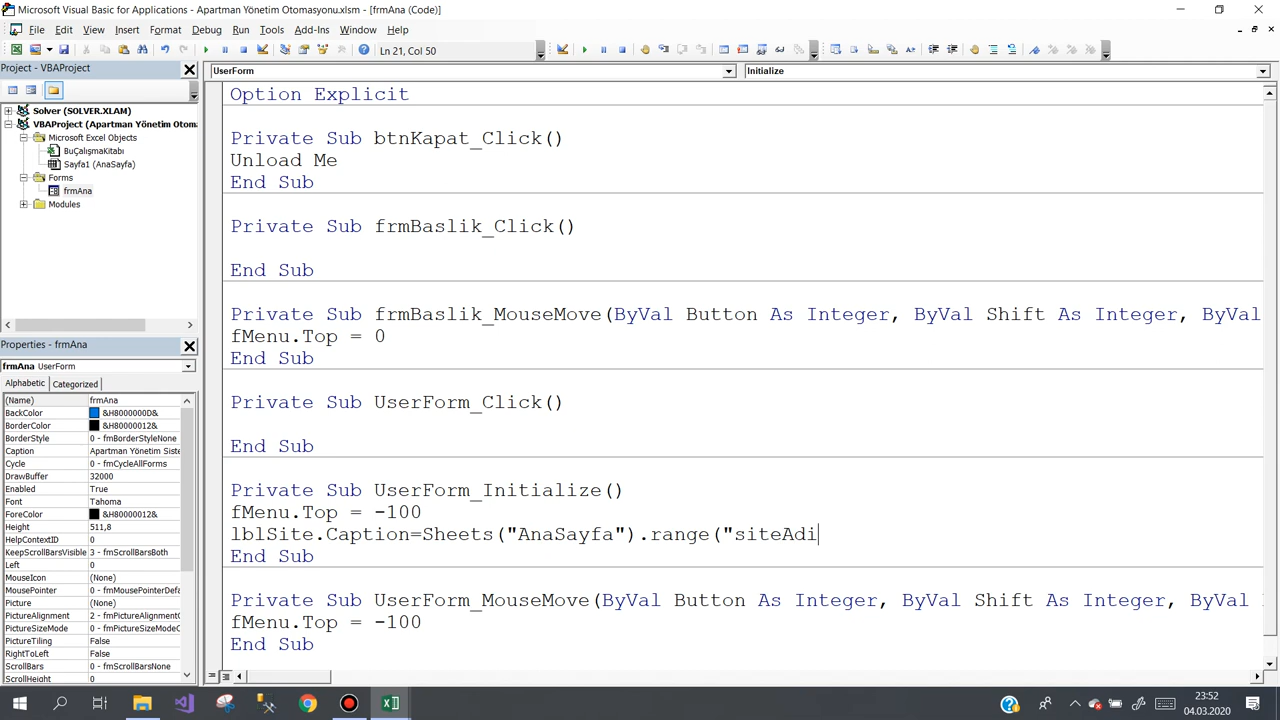 Microsoft Visual Basic for Applications - Apartman Yönetim Otomasyonu.xlsm - [frmAna (Code)]
File Edit View Insert Format Debug Run Tools Add-Ins Window Help
Ln 21, Col 50
Project - VBAProject
Solver (SOLVER.XLAM)
VBAProject (Apartman Yönetim Otomas
Microsoft Excel Objects
BuÇalışmaKitabı
Sayfa1 (AnaSayfa)
Forms
frmAna
Modules
Properties - frmAna
frmAna UserForm
Alphabetic Categorized
(Name) frmAna
BackColor &H8000000D&
BorderColor &H80000012&
BorderStyle 0 - fmBorderStyleNone
Caption Apartman Yönetim Siste
Cycle 0 - fmCycleAllForms
DrawBuffer 32000
Enabled True
Font Tahoma
ForeColor &H80000012&
Height 511,8
HelpContextID 0
KeepScrollBarsVisible 3 - fmScrollBarsBoth
Left 0
MouseIcon (None)
MousePointer 0 - fmMousePointerDefa
Picture (None)
PictureAlignment 2 - fmPictureAlignmentC
PictureSizeMode 0 - fmPictureSizeModeC
PictureTiling False
RightToLeft False
ScrollBars 0 - fmScrollBarsNone
ScrollHeight 0
UserForm Initialize
Option Explicit
Private Sub btnKapat_Click()
Unload Me
End Sub
Private Sub frmBaslik_Click()
End Sub
Private Sub frmBaslik_MouseMove(ByVal Button As Integer, ByVal Shift As Integer, ByVal
fMenu.Top = 0
End Sub
Private Sub UserForm_Click()
End Sub
Private Sub UserForm_Initialize()
fMenu.Top = -100
lblSite.Caption=Sheets("AnaSayfa").range("siteAdi
End Sub
Private Sub UserForm_MouseMove(ByVal Button As Integer, ByVal Shift As Integer, ByVal
fMenu.Top = -100
End Sub
23:52
04.03.2020